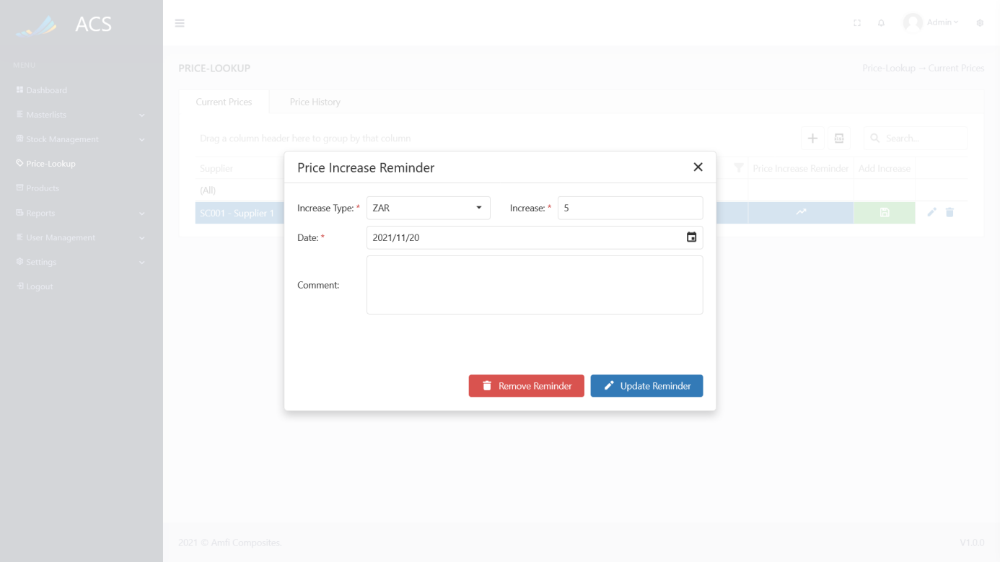 ACS
Admin
MENU
PRICE-LOOKUP
Price-Lookup → Current Prices
Dashboard
Current Prices
Price History
Masterlists
Stock Management
Drag a column header here to group by that column
Search...
Price-Lookup
Supplier
Price Increase Reminder
Add Increase
Products
(All)
Reports
SC001 - Supplier 1
User Management
Settings
Logout
Price Increase Reminder
Increase Type: *
ZAR
Increase: *
5
Date: *
2021/11/20
Comment:
Remove Reminder
Update Reminder
2021 © Amfi Composites.
V1.0.0